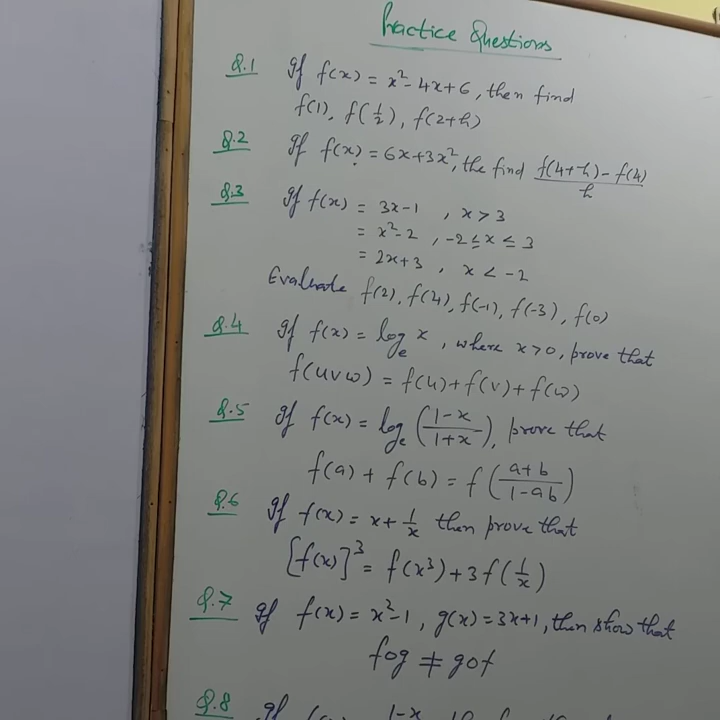 Practice Questions
Q.1 If f(x) = x² - 4x + 6, then find
f(1), f(1/2), f(2+h)
Q.2 If f(x) = 6x + 3x², the find f(4+h) - f(4) / h
Q.3 If f(x) = 3x - 1 , x > 3
= x² - 2 , -2 ≤ x ≤ 3
= 2x + 3 , x < -2
Evaluate f(2), f(4), f(-1), f(-3), f(0)
Q.4 If f(x) = logₑ x , where x > 0, prove that
f(uvw) = f(u) + f(v) + f(w)
Q.5 If f(x) = logₑ (1-x / 1+x), prove that
f(a) + f(b) = f(a+b / 1-ab)
Q.6 If f(x) = x + 1/x then prove that
[f(x)]³ = f(x³) + 3f(1/x)
Q.7 If f(x) = x² - 1, g(x) = 3x + 1, then show that
fog ≠ gof
Q.8 If 1-x